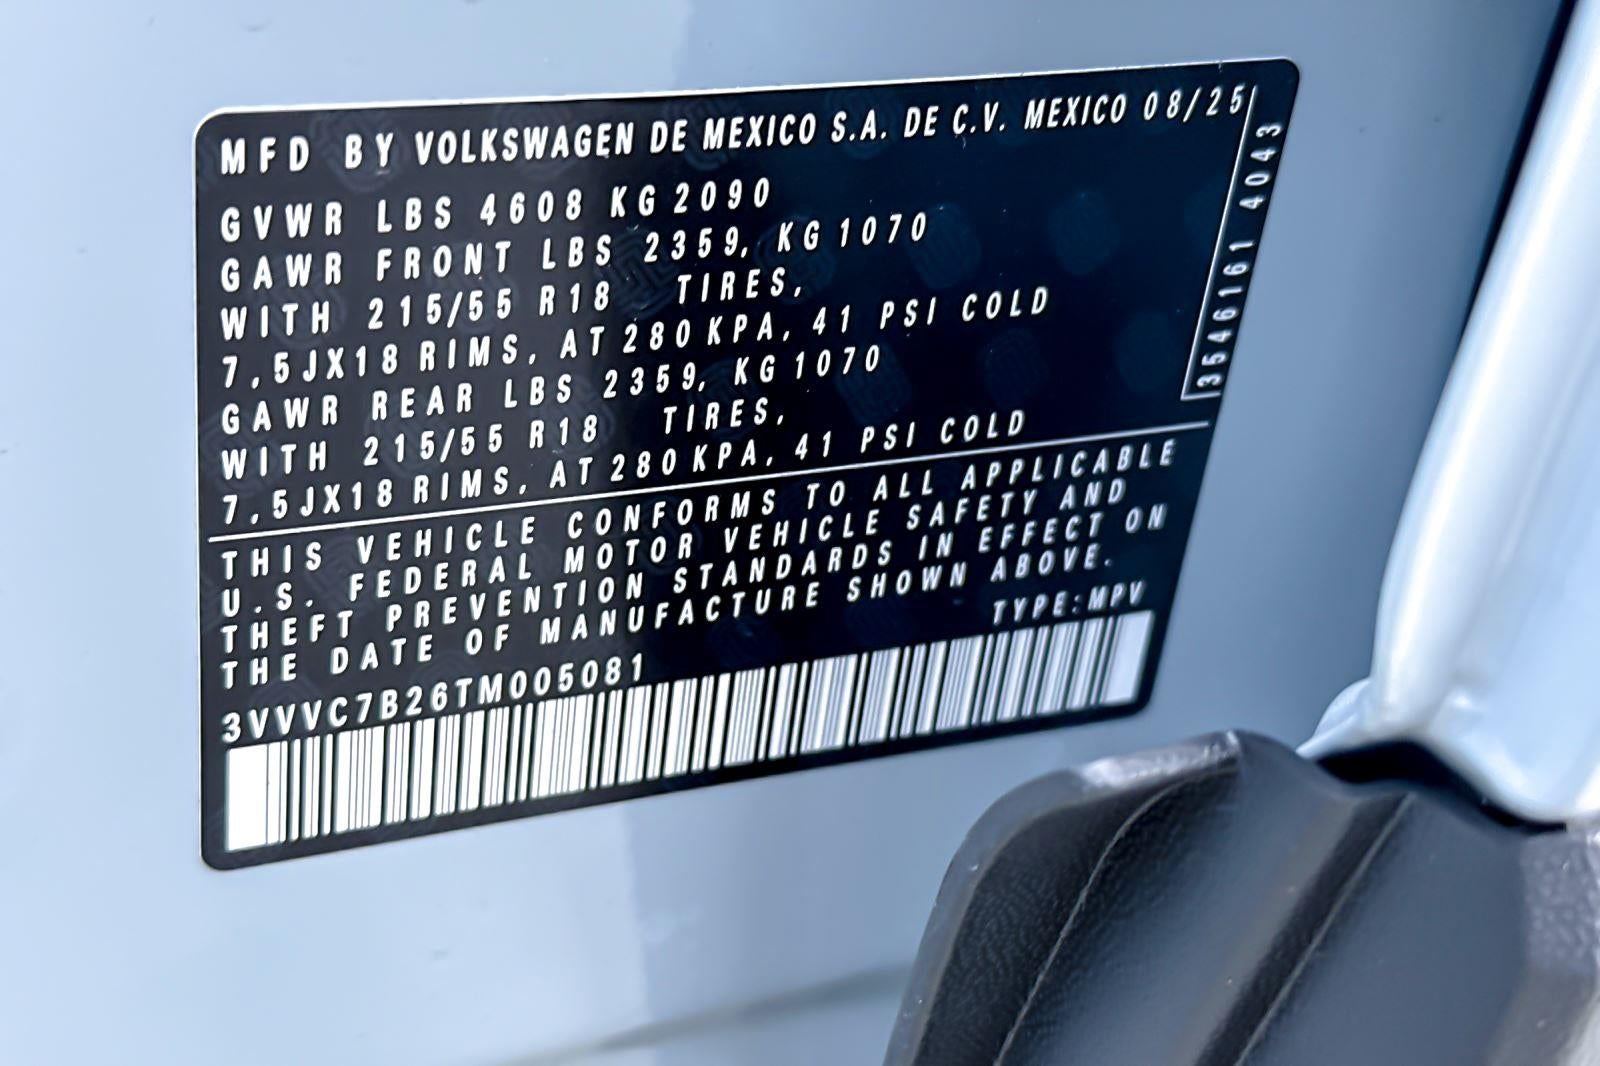 MFD BY VOLKSWAGEN DE MEXICO S.A. DE C.V. MEXICO 08/25
GVWR LBS 4608 KG 2090
GAWR FRONT LBS 2359, KG 1070
WITH 215/55 R18 TIRES,
7,5JX18 RIMS, AT 280 KPA, 41 PSI COLD
GAWR REAR LBS 2359, KG 1070
WITH 215/55 R18 TIRES,
7,5JX18 RIMS, AT 280 KPA, 41 PSI COLD
3546161 4043
THIS VEHICLE CONFORMS TO ALL APPLICABLE
U.S. FEDERAL MOTOR VEHICLE SAFETY AND
THEFT PREVENTION STANDARDS IN EFFECT ON
THE DATE OF MANUFACTURE SHOWN ABOVE.
TYPE:MPV
3VVVC7B26TM005081